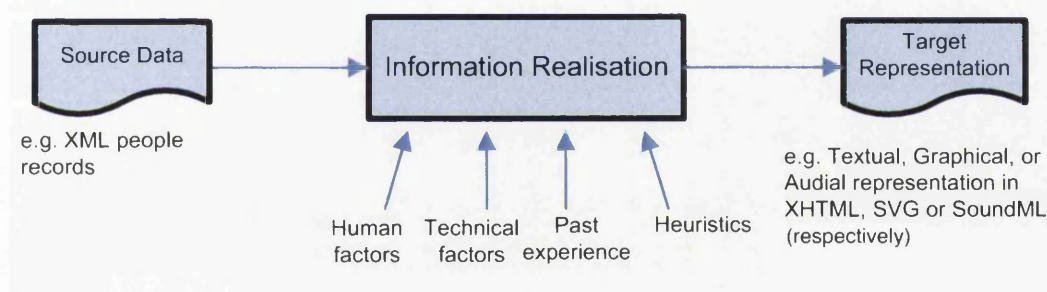 Source Data
Information Realisation
Target
Representation
e.g. XML people
records
e.g. Textual, Graphical, or
Audial representation in
XHTML, SVG or SoundML
(respectively)
Human
factors
Technical
factors
Past
experience
Heuristics